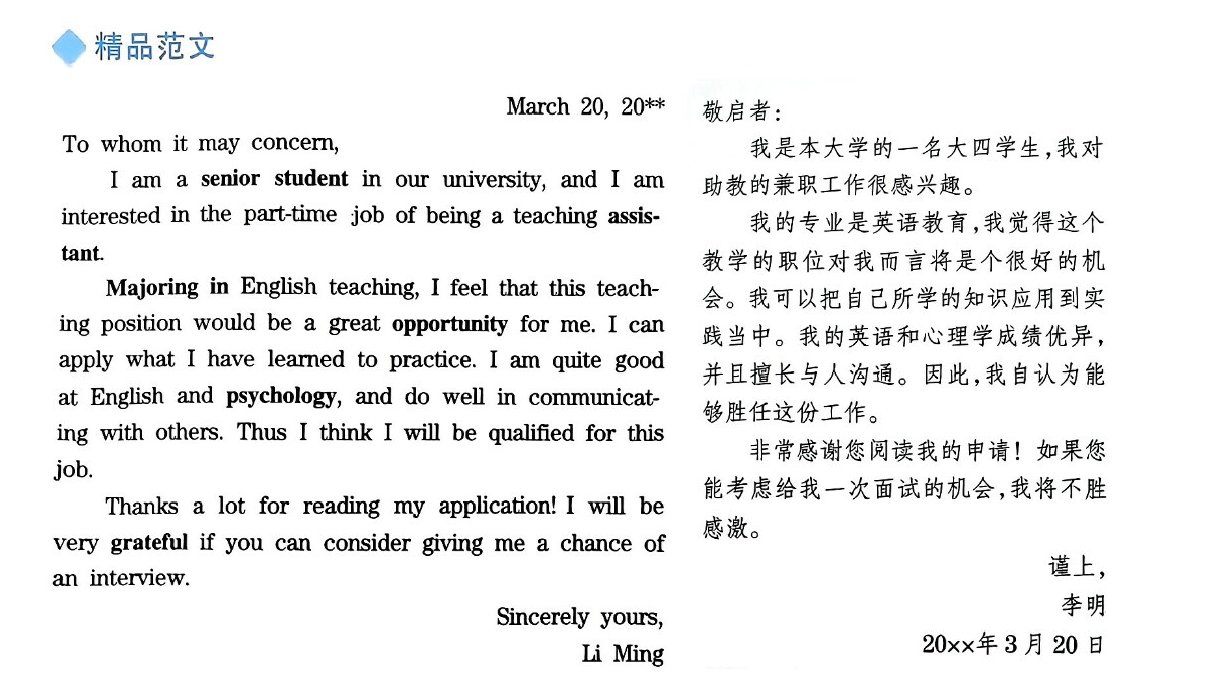 精品范文
March 20, 20**
To whom it may concern,
I am a senior student in our university, and I am
interested in the part-time job of being a teaching assis-
tant.
Majoring in English teaching, I feel that this teach-
ing position would be a great opportunity for me. I can
apply what I have learned to practice. I am quite good
at English and psychology, and do well in communicat-
ing with others. Thus I think I will be qualified for this
job.
Thanks a lot for reading my application! I will be
very grateful if you can consider giving me a chance of
an interview.
Sincerely yours,
Li Ming
敬启者：
我是本大学的一名大四学生，我对
助教的兼职工作很感兴趣。
我的专业是英语教育，我觉得这个
教学的职位对我而言将是个很好的机
会。我可以把自己所学的知识应用到实
践当中。我的英语和心理学成绩优异，
并且擅长与人沟通。因此，我自认为能
够胜任这份工作。
非常感谢您阅读我的申请！如果您
能考虑给我一次面试的机会，我将不胜
感激。
谨上，
李明
20××年3月20日